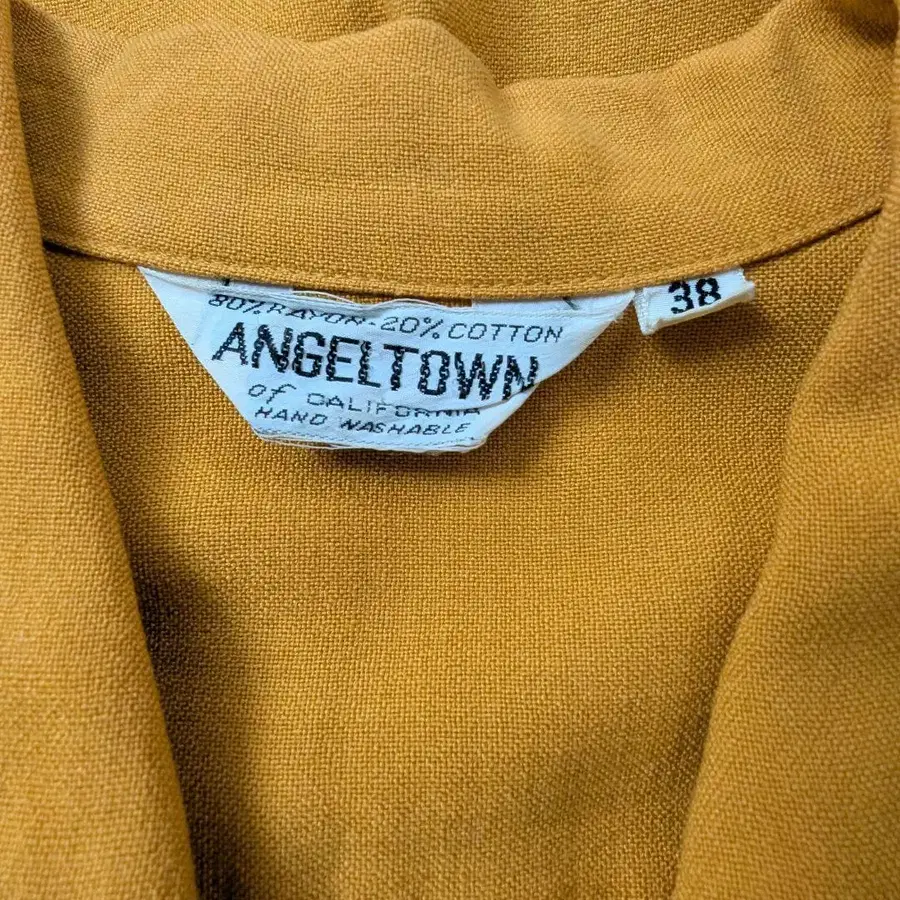 80% RAYON-20% COTTON
38
ANGELTOWN
of CALIFORNIA
HAND WASHABLE